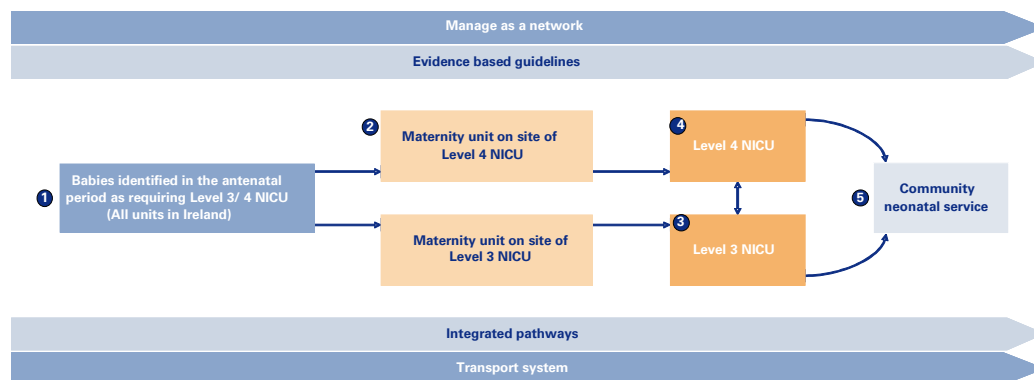 Manage as a network
Evidence based guidelines
1
Babies identified in the antenatal
period as requiring Level 3/ 4 NICU
(All units in Ireland)
2
Maternity unit on site of
Level 4 NICU
Maternity unit on site of
Level 3 NICU
4
Level 4 NICU
3
Level 3 NICU
5
Community
neonatal service
Integrated pathways
Transport system